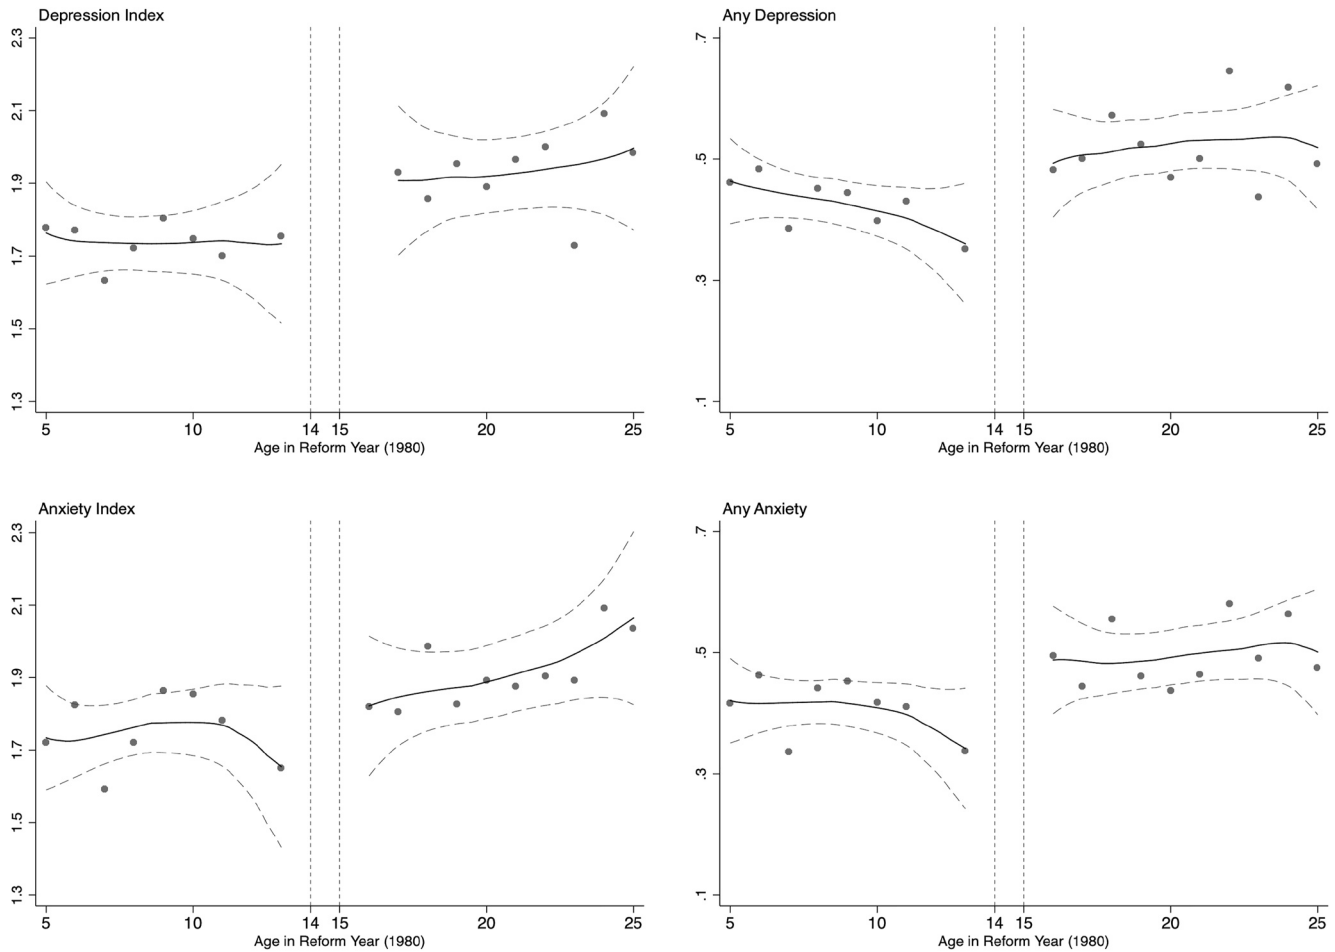 Depression Index
2.3
2.1
1.9
1.7
1.5
1.3
5 10 14 15 20 25
Age in Reform Year (1980)
Any Depression
.7
.5
.3
.1
5 10 14 15 20 25
Age in Reform Year (1980)
Anxiety Index
2.3
2.1
1.9
1.7
1.5
1.3
5 10 14 15 20 25
Age in Reform Year (1980)
Any Anxiety
.7
.5
.3
.1
5 10 14 15 20 25
Age in Reform Year (1980)